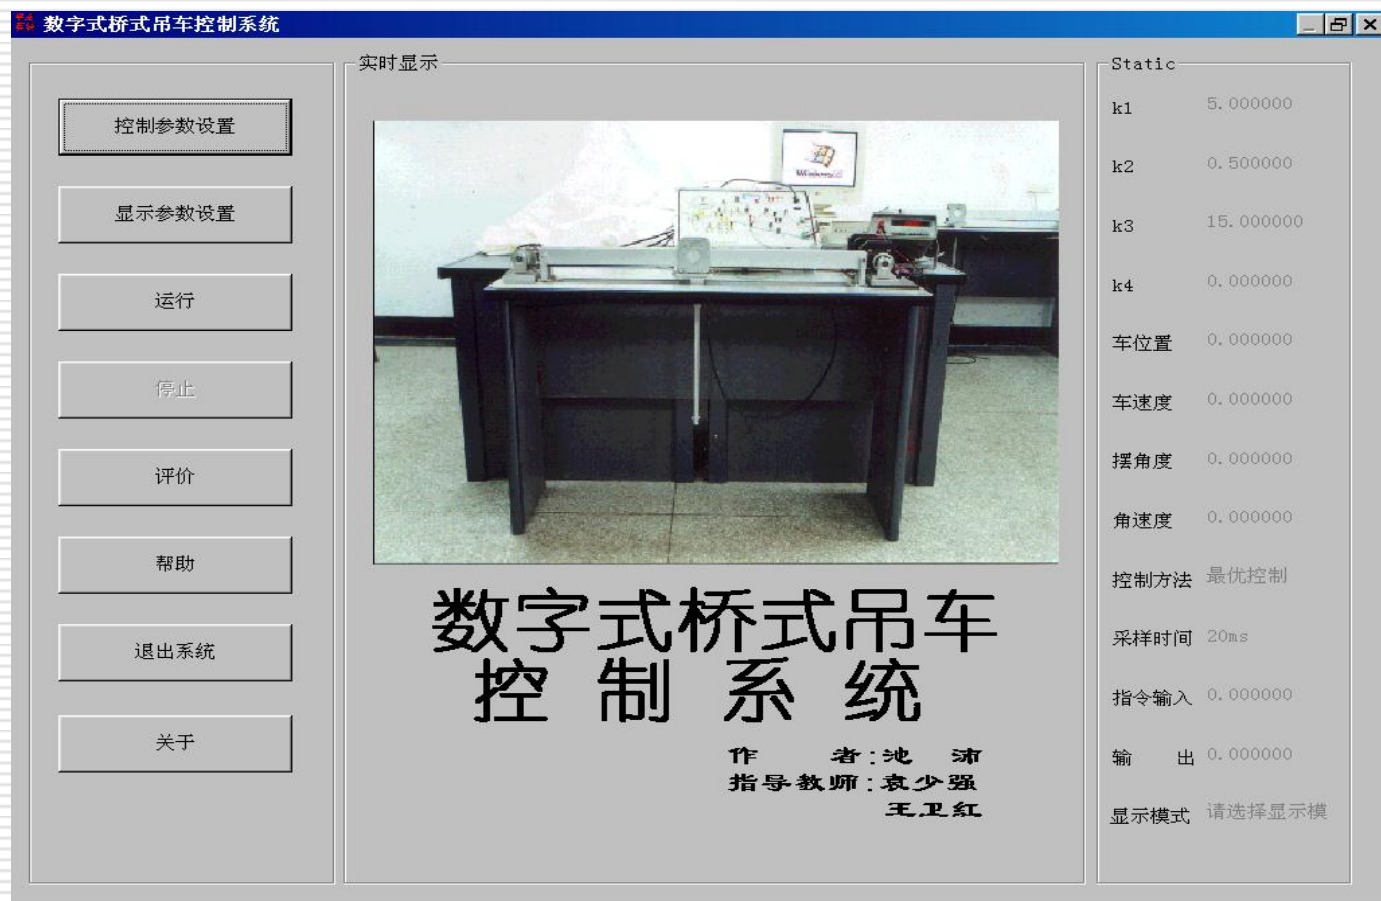 数字式桥式吊车控制系统
控制参数设置
显示参数设置
运行
停止
评价
帮助
退出系统
关于
实时显示
数字式桥式吊车
控 制 系 统
作 者:池 沛
指导教师:袁少强
王卫红
Static
k1 5.000000
k2 0.500000
k3 15.000000
k4 0.000000
车位置 0.000000
车速度 0.000000
摆角度 0.000000
角速度 0.000000
控制方法 最优控制
采样时间 20ms
指令输入 0.000000
输 出 0.000000
显示模式 请选择显示模